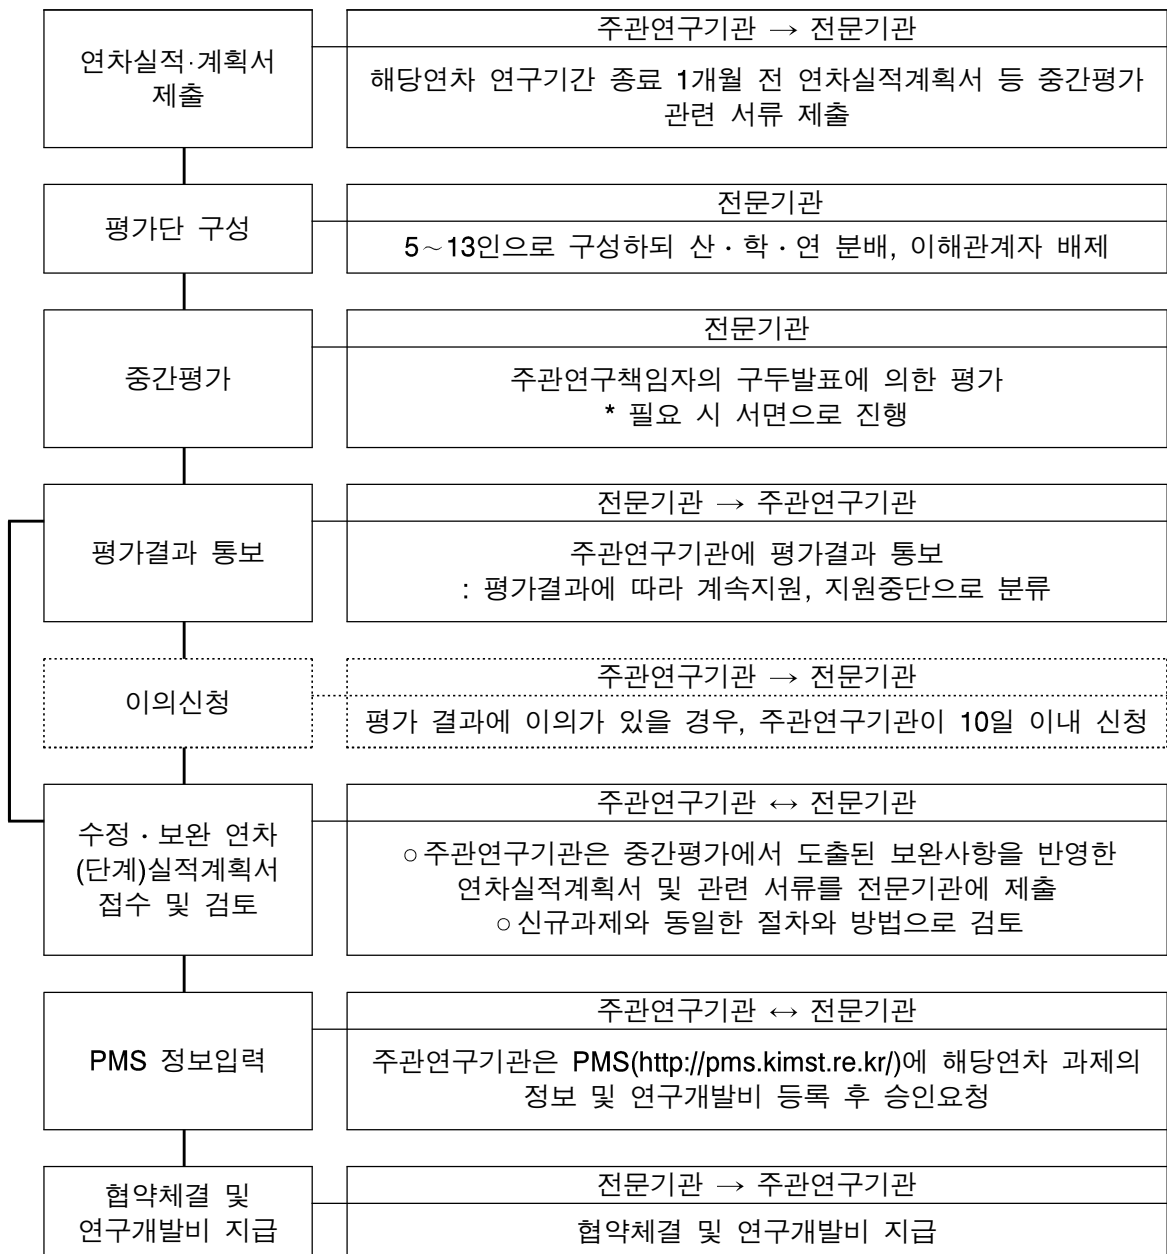 연차실적·계획서
제출
주관연구기관 → 전문기관
해당연차 연구기간 종료 1개월 전 연차실적계획서 등 중간평가
관련 서류 제출
평가단 구성
전문기관
5∼13인으로 구성하되 산·학·연 분배, 이해관계자 배제
중간평가
전문기관
주관연구책임자의 구두발표에 의한 평가
* 필요 시 서면으로 진행
평가결과 통보
전문기관 → 주관연구기관
주관연구기관에 평가결과 통보
: 평가결과에 따라 계속지원, 지원중단으로 분류
이의신청
주관연구기관 → 전문기관
평가 결과에 이의가 있을 경우, 주관연구기관이 10일 이내 신청
수정·보완 연차
(단계)실적계획서
접수 및 검토
주관연구기관 ↔ 전문기관
○주관연구기관은 중간평가에서 도출된 보완사항을 반영한
연차실적계획서 및 관련 서류를 전문기관에 제출
○신규과제와 동일한 절차와 방법으로 검토
PMS 정보입력
주관연구기관 ↔ 전문기관
주관연구기관은 PMS(http://pms.kimst.re.kr/)에 해당연차 과제의
정보 및 연구개발비 등록 후 승인요청
협약체결 및
연구개발비 지급
전문기관 → 주관연구기관
협약체결 및 연구개발비 지급